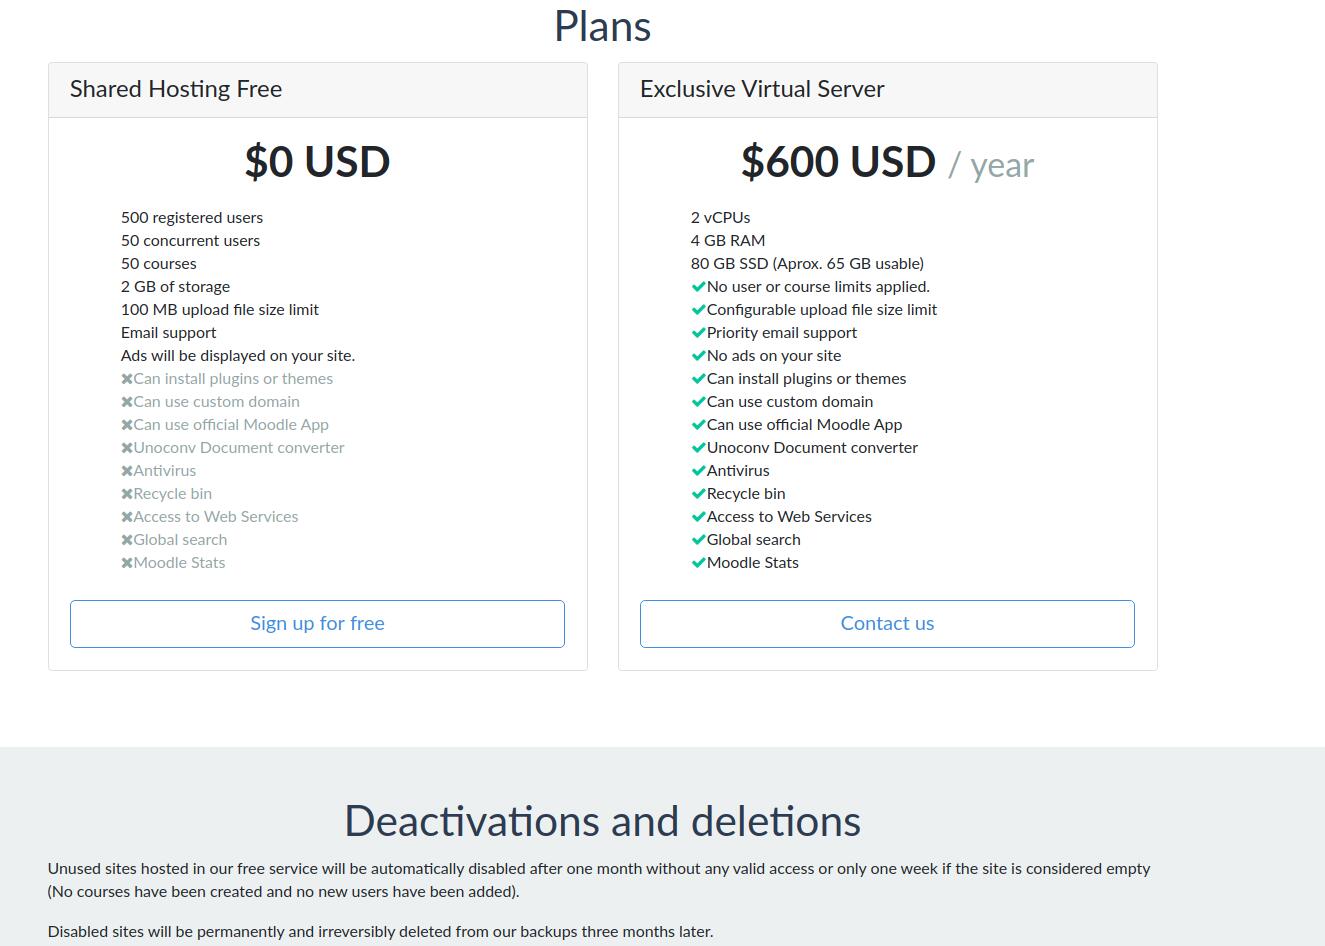 Plans
Shared Hosting Free
$0 USD
500 registered users
50 concurrent users
50 courses
2 GB of storage
100 MB upload file size limit
Email support
Ads will be displayed on your site.
✖Can install plugins or themes
✖Can use custom domain
✖Can use official Moodle App
✖Unoconv Document converter
✖Antivirus
✖Recycle bin
✖Access to Web Services
✖Global search
✖Moodle Stats
Sign up for free
Exclusive Virtual Server
$600 USD / year
2 vCPUs
4 GB RAM
80 GB SSD (Aprox. 65 GB usable)
✔No user or course limits applied.
✔Configurable upload file size limit
✔Priority email support
✔No ads on your site
✔Can install plugins or themes
✔Can use custom domain
✔Can use official Moodle App
✔Unoconv Document converter
✔Antivirus
✔Recycle bin
✔Access to Web Services
✔Global search
✔Moodle Stats
Contact us
Deactivations and deletions
Unused sites hosted in our free service will be automatically disabled after one month without any valid access or only one week if the site is considered empty
(No courses have been created and no new users have been added).
Disabled sites will be permanently and irreversibly deleted from our backups three months later.